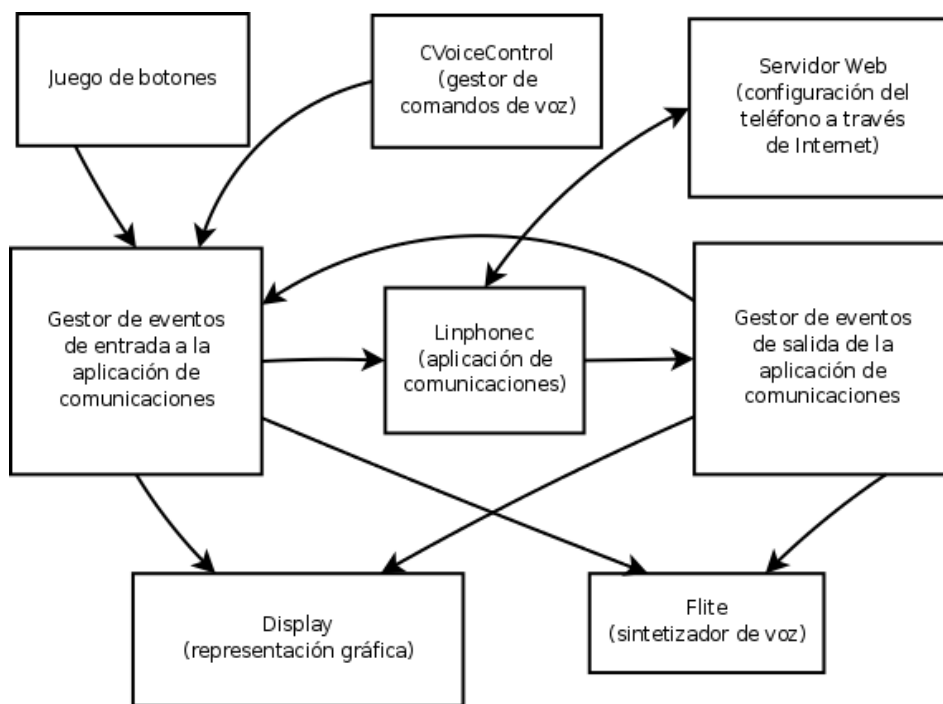 Juego de botones
CVoiceControl
(gestor de
comandos de voz)
Servidor Web
(configuración del
teléfono a través
de Internet)
Gestor de eventos
de entrada a la
aplicación de
comunicaciones
Linphonec
(aplicación de
comunicaciones)
Gestor de eventos
de salida de la
aplicación de
comunicaciones
Display
(representación gráfica)
Flite
(sintetizador de voz)